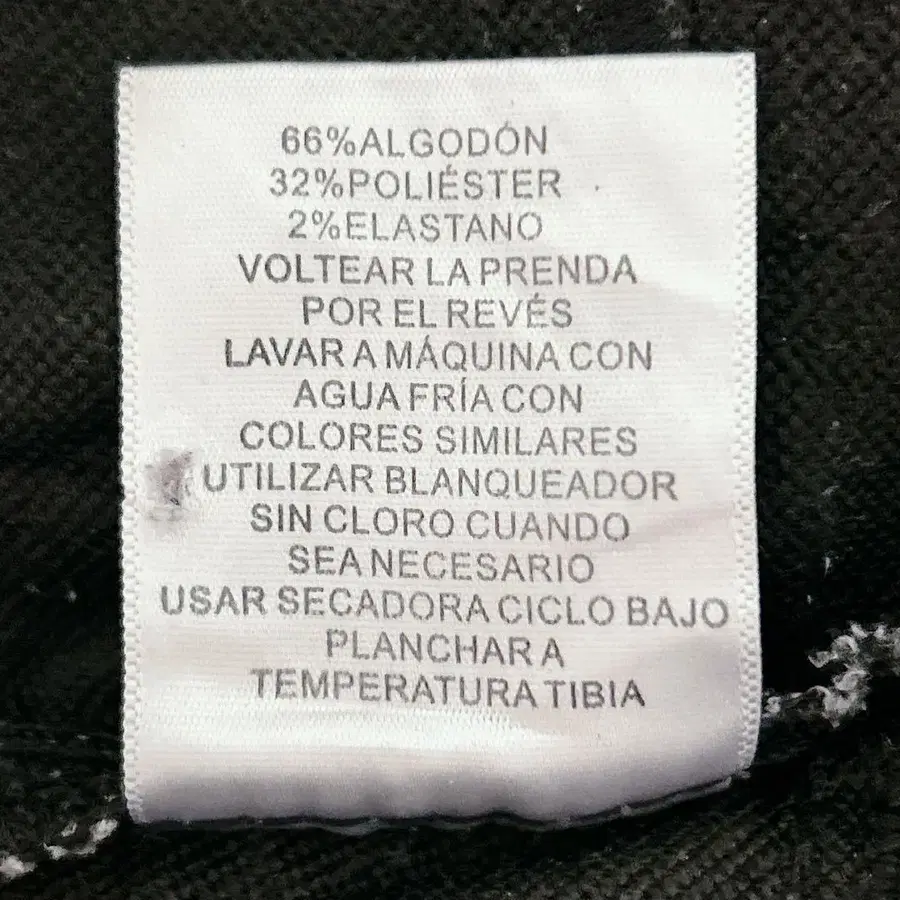 66%ALGODÓN
32%POLIÉSTER
2%ELASTANO
VOLTEAR LA PRENDA
POR EL REVÉS
LAVAR A MÁQUINA CON
AGUA FRÍA CON
COLORES SIMILARES
UTILIZAR BLANQUEADOR
SIN CLORO CUANDO
SEA NECESARIO
USAR SECADORA CICLO BAJO
PLANCHAR A
TEMPERATURA TIBIA